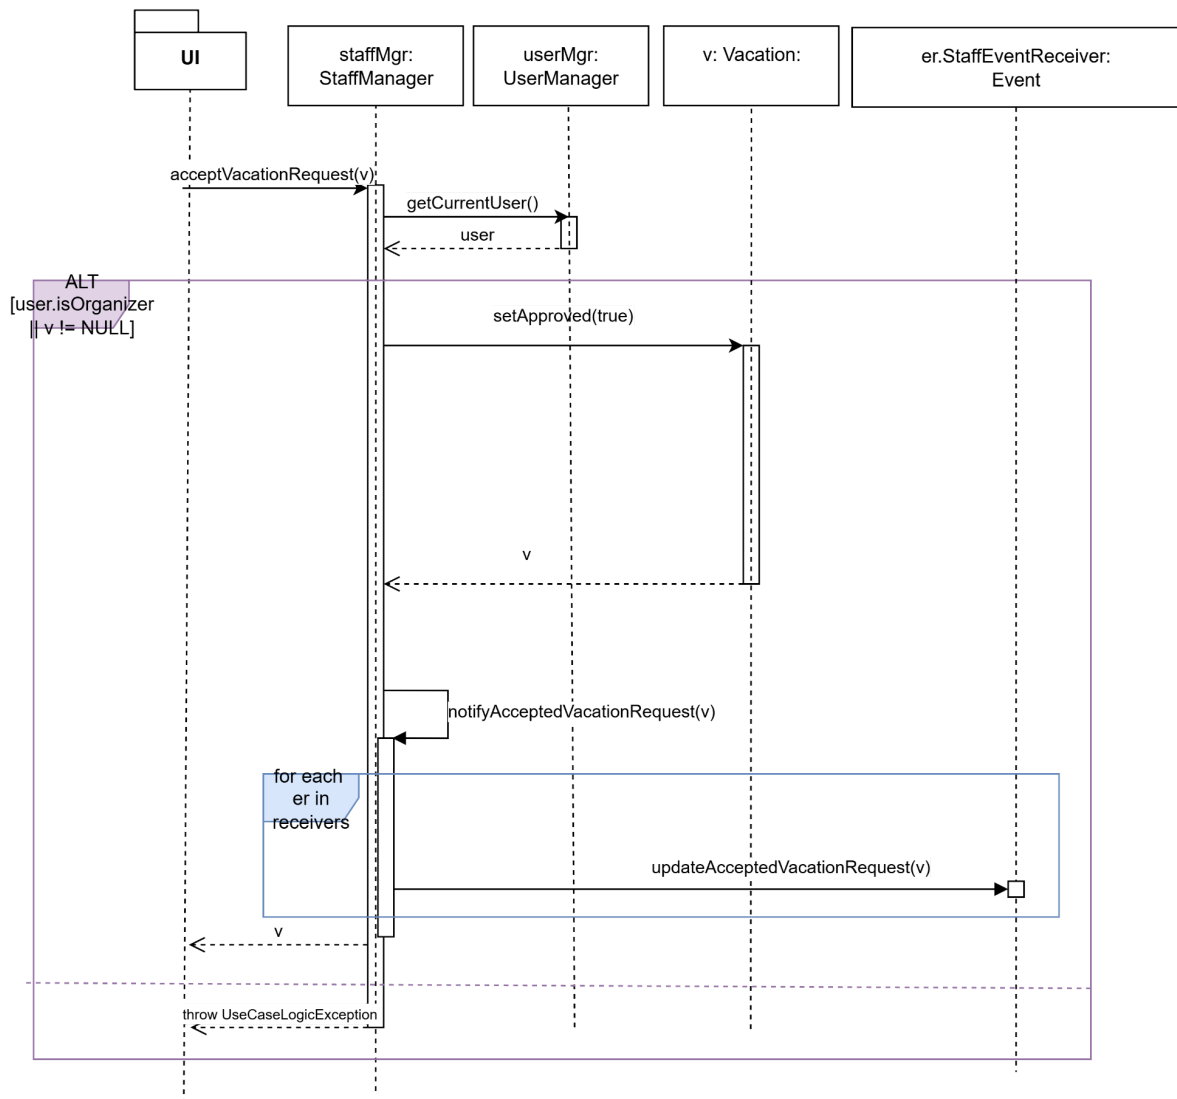 UI
staffMgr:
StaffManager
userMgr:
UserManager
v: Vacation:
er.StaffEventReceiver:
Event
acceptVacationRequest(v)
getCurrentUser()
user
ALT
[user.isOrganizer
|| v != NULL]
setApproved(true)
v
notifyAcceptedVacationRequest(v)
for each
er in
receivers
updateAcceptedVacationRequest(v)
v
throw UseCaseLogicException